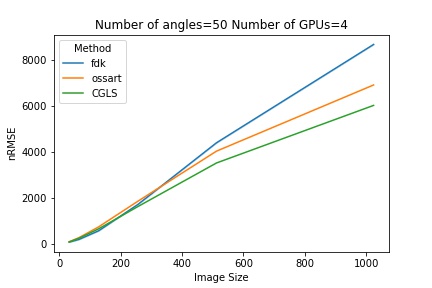 Number of angles=50 Number of GPUs=4
Method
fdk
ossart
CGLS
nRMSE
8000
6000
4000
2000
0
0 200 400 600 800 1000
Image Size